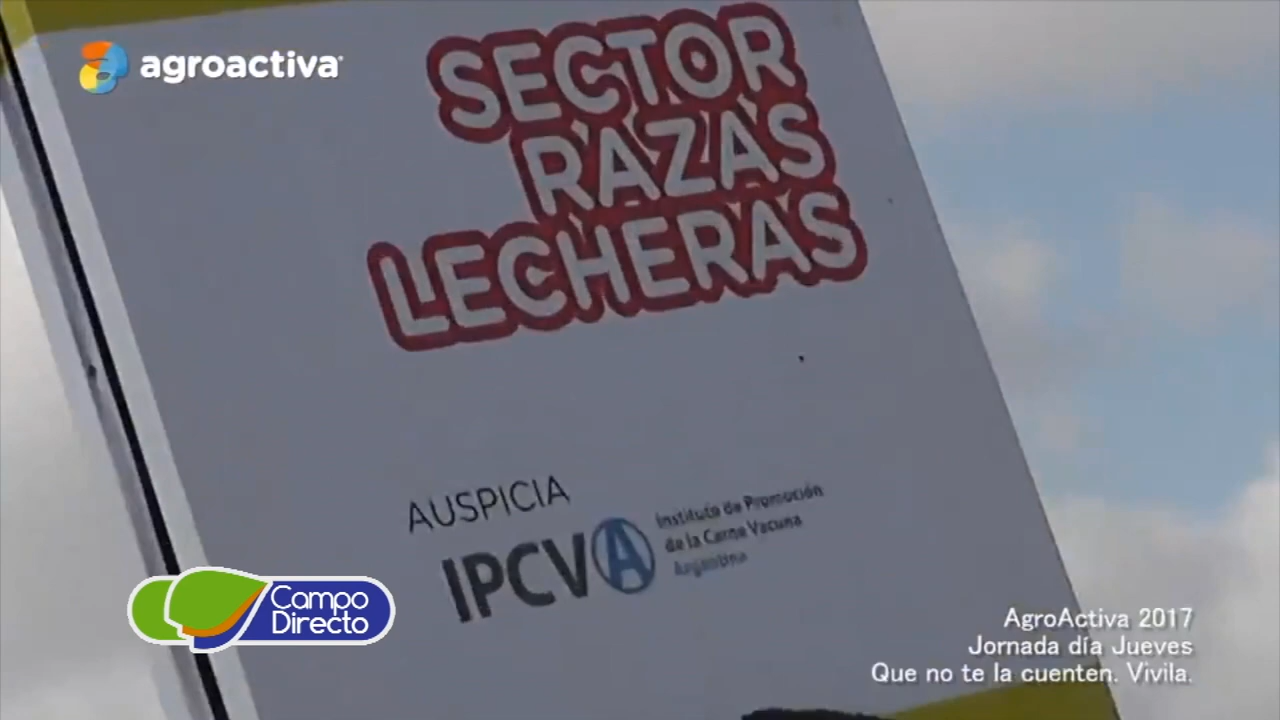 agroactiva
SECTOR
RAZAS
LECHERAS
AUSPICIA
IPCVA
Instituto de Promoción
de la Carne Vacuna
Argentina
Campo
Directo
AgroActiva 2017
Jornada día Jueves
Que no te la cuenten. Vivila.